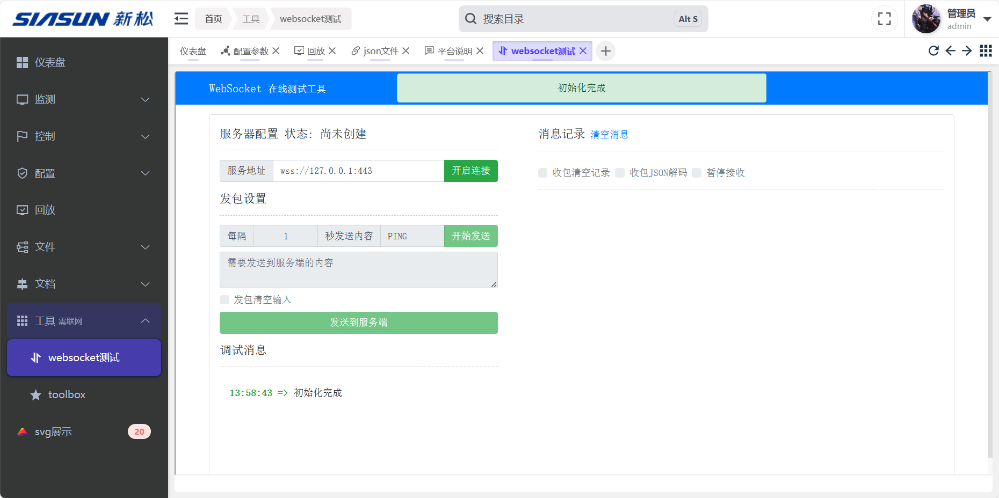 SIASUN 新松
首页
工具
websocket测试
搜索目录
Alt S
管理员
admin
仪表盘
配置参数
回放
json文件
平台说明
websocket测试
仪表盘
监测
控制
配置
回放
文件
文档
工具 需联网
websocket测试
toolbox
svg展示
20
WebSocket 在线测试工具
初始化完成
服务器配置 状态: 尚未创建
服务地址
wss://127.0.0.1:443
开启连接
发包设置
每隔
1
秒发送内容
PING
开始发送
需要发送到服务端的内容
发包清空输入
发送到服务端
调试消息
13:58:43 => 初始化完成
消息记录 清空消息
收包清空记录 收包JSON解码 暂停接收